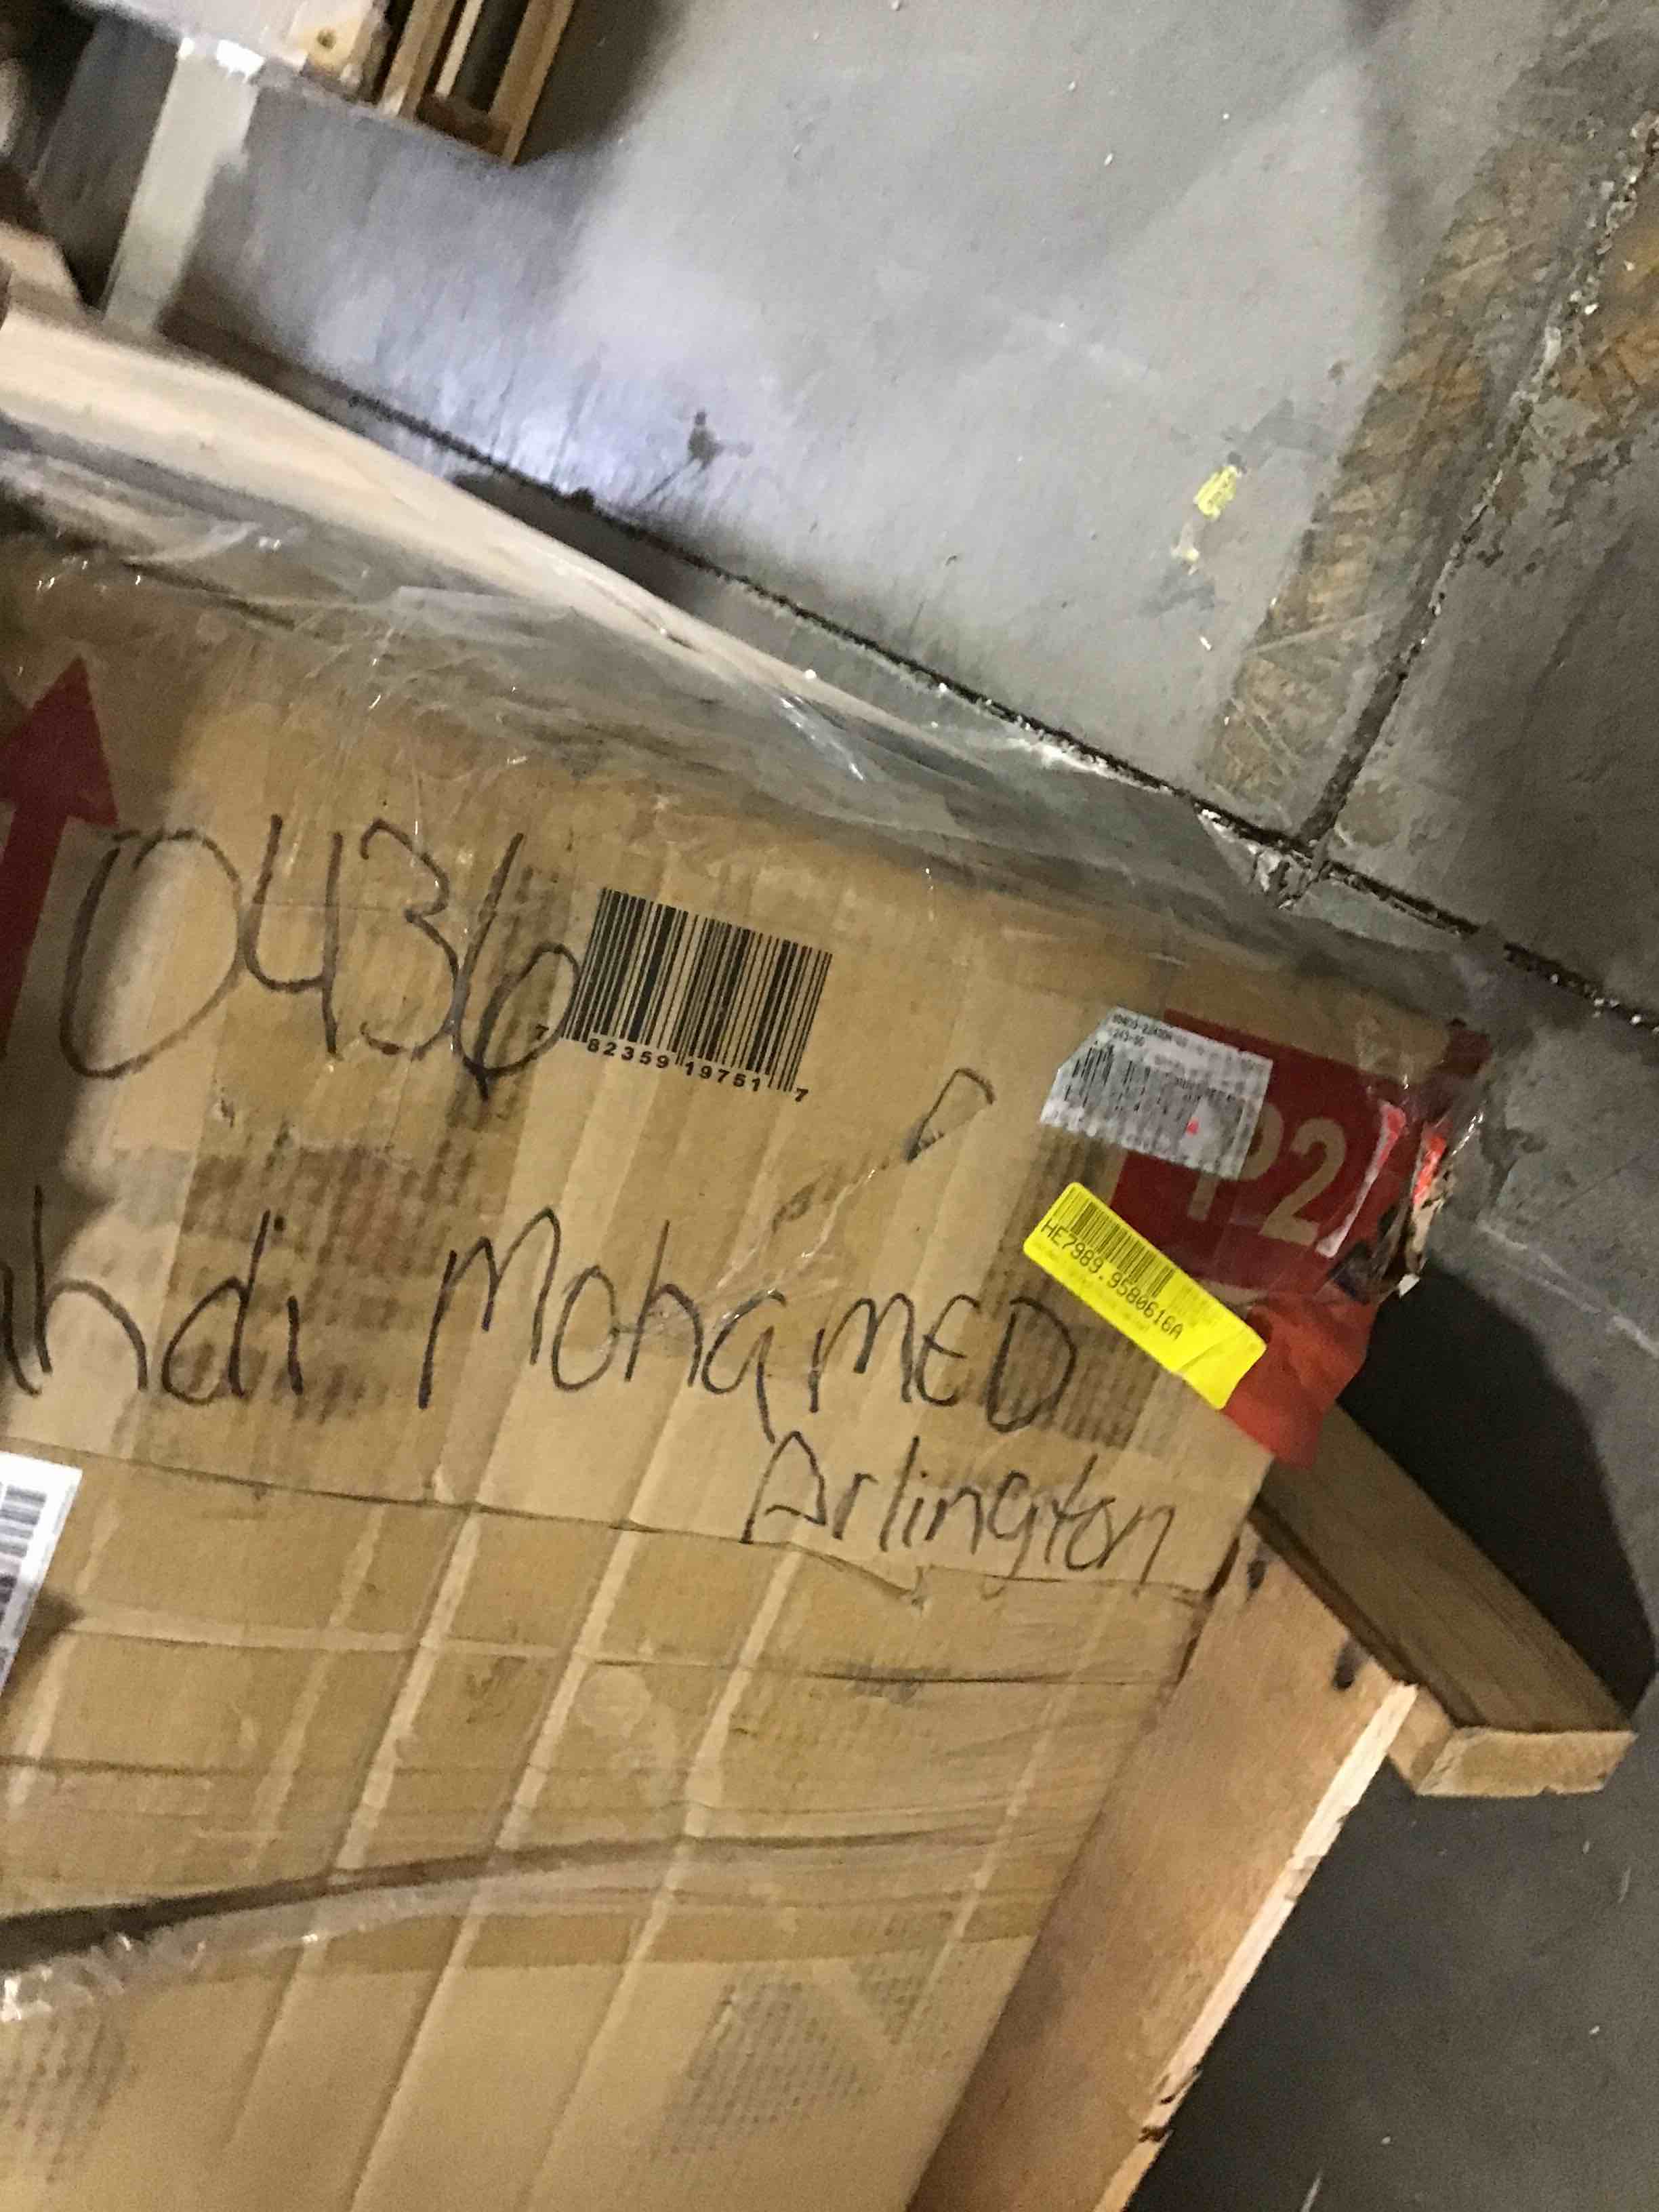 0436
7 82359 19751 7
P2
HE7989.9580616A
hdi MohamED
Arlington